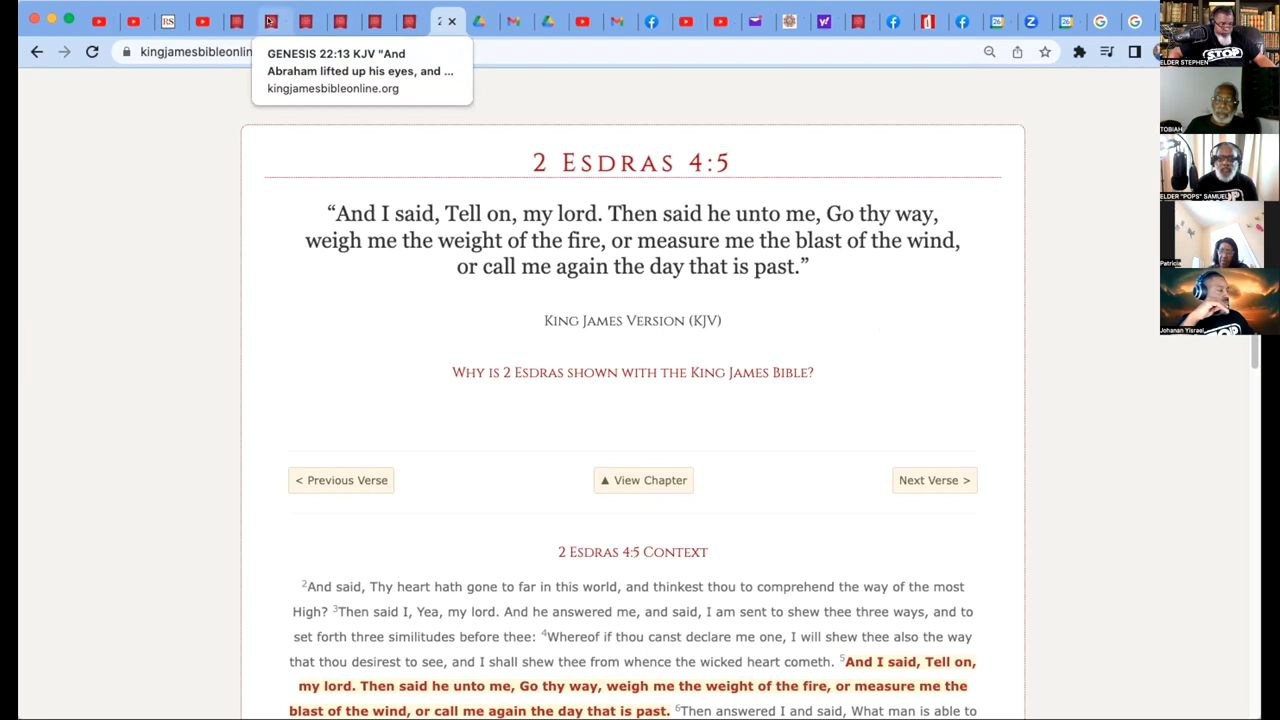 2
RS
26
26
kingjamesbibleonlin
GENESIS 22:13 KJV "And
Abraham lifted up his eyes, and ...
kingjamesbibleonline.org
STOP
ELDER STEPHEN
TOBIAH
ELDER "POPS" SAMUEL
Patricia
Johanan Yisrael
2 Esdras 4:5
“And I said, Tell on, my lord. Then said he unto me, Go thy way,
weigh me the weight of the fire, or measure me the blast of the wind,
or call me again the day that is past.”
King James Version (KJV)
Why is 2 Esdras shown with the King James Bible?
< Previous Verse
▲ View Chapter
Next Verse >
2 Esdras 4:5 Context
2And said, Thy heart hath gone to far in this world, and thinkest thou to comprehend the way of the most
High? 3Then said I, Yea, my lord. And he answered me, and said, I am sent to shew thee three ways, and to
set forth three similitudes before thee: 4Whereof if thou canst declare me one, I will shew thee also the way
that thou desirest to see, and I shall shew thee from whence the wicked heart cometh. 5And I said, Tell on,
my lord. Then said he unto me, Go thy way, weigh me the weight of the fire, or measure me the
blast of the wind, or call me again the day that is past. 6Then answered I and said, What man is able to